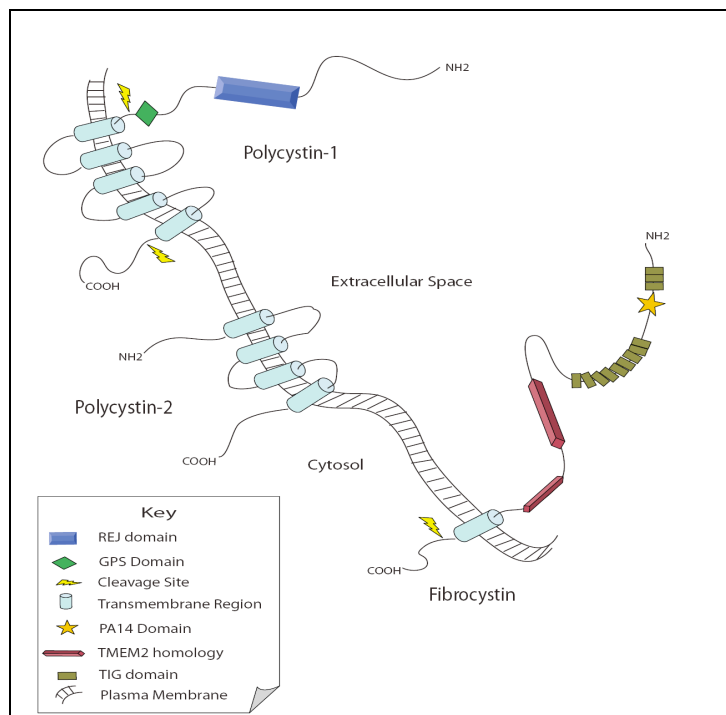 NH2
Polycystin-1
NH2
Extracellular Space
COOH
NH2
Polycystin-2
COOH
Cytosol
COOH
Fibrocystin
Key
REJ domain
GPS Domain
Cleavage Site
Transmembrane Region
PA14 Domain
TMEM2 homology
TIG domain
Plasma Membrane